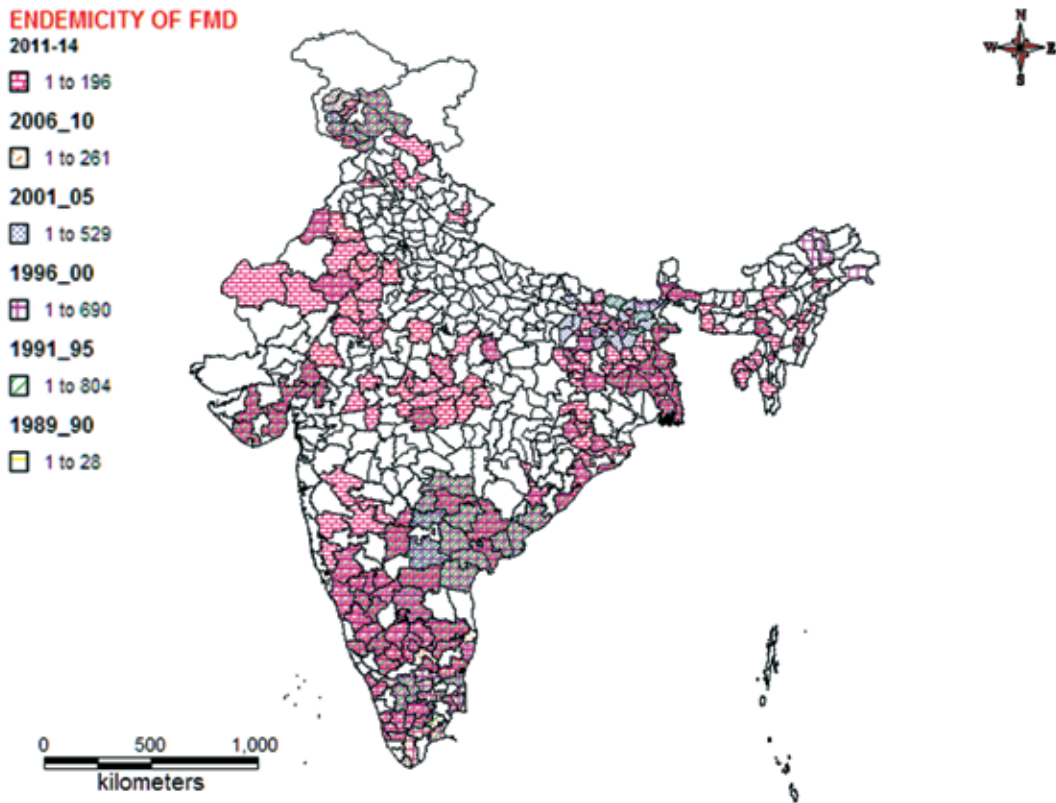 ENDEMICITY OF FMD
2011-14
1 to 196
2006_10
1 to 261
2001_05
1 to 529
1996_00
1 to 690
1991_95
1 to 804
1989_90
1 to 28
N
W E
S
0 500 1,000
kilometers